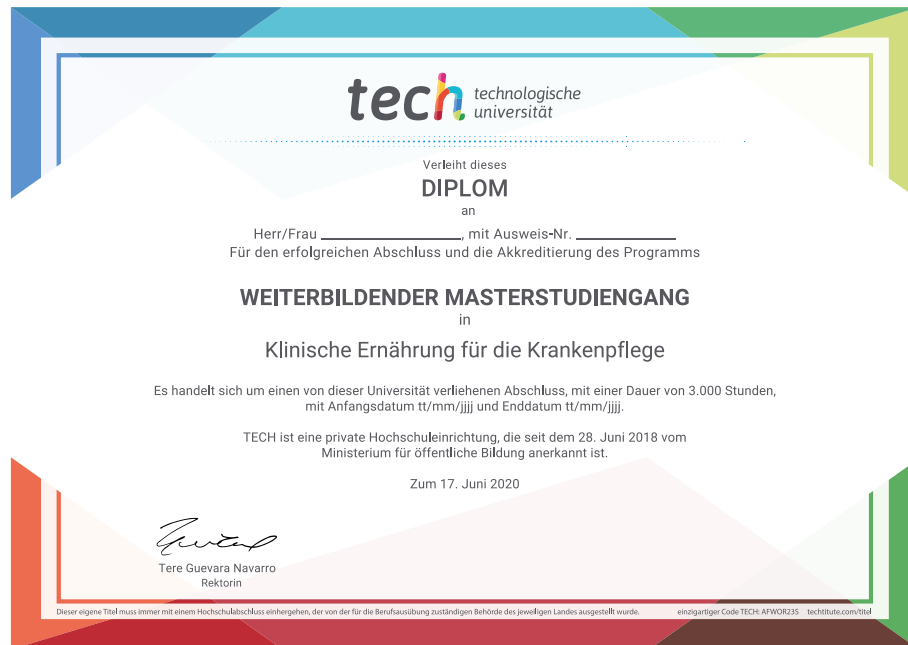 tech technologische
universität
Verleiht dieses
DIPLOM
an
Herr/Frau ____________________, mit Ausweis-Nr. ______________
Für den erfolgreichen Abschluss und die Akkreditierung des Programms
WEITERBILDENDER MASTERSTUDIENGANG
in
Klinische Ernährung für die Krankenpflege
Es handelt sich um einen von dieser Universität verliehenen Abschluss, mit einer Dauer von 3.000 Stunden,
mit Anfangsdatum tt/mm/jjjj und Enddatum tt/mm/jjjj.
TECH ist eine private Hochschuleinrichtung, die seit dem 28. Juni 2018 vom
Ministerium für öffentliche Bildung anerkannt ist.
Zum 17. Juni 2020
Tere Guevara Navarro
Rektorin
Dieser eigene Titel muss immer mit einem Hochschulabschluss einhergehen, der von der für die Berufsausübung zuständigen Behörde des jeweiligen Landes ausgestellt wurde. einzigartiger Code TECH: AFWOR23S techtitute.com/titel